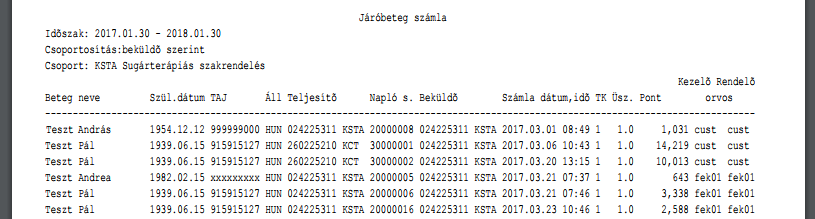 Járóbeteg számla
Időszak: 2017.01.30 - 2018.01.30
Csoportosítás:beküldő szerint
Csoport: KSTA Sugárterápiás szakrendelés
Kezelő Rendelő
Beteg neve Szül.dátum TAJ Áll Teljesítő Napló s. Beküldő Számla dátum,idő TK Üsz. Pont orvos
Teszt András 1954.12.12 999999000 HUN 024225311 KSTA 20000008 024225311 KSTA 2017.03.01 08:49 1 1.0 1,031 cust cust
Teszt Pál 1939.06.15 915915127 HUN 260225210 KCT 30000001 024225311 KSTA 2017.03.06 10:43 1 1.0 14,219 cust cust
Teszt Pál 1939.06.15 915915127 HUN 260225210 KCT 30000002 024225311 KSTA 2017.03.20 13:15 1 1.0 10,013 cust cust
Teszt Andrea 1982.02.15 xxxxxxxxx HUN 024225311 KSTA 20000005 024225311 KSTA 2017.03.21 07:37 1 1.0 643 fek01 fek01
Teszt Pál 1939.06.15 915915127 HUN 024225311 KSTA 20000006 024225311 KSTA 2017.03.21 07:46 1 1.0 3,338 fek01 fek01
Teszt Pál 1939.06.15 915915127 HUN 024225311 KSTA 20000016 024225311 KSTA 2017.03.23 10:46 1 1.0 2,588 fek01 fek01